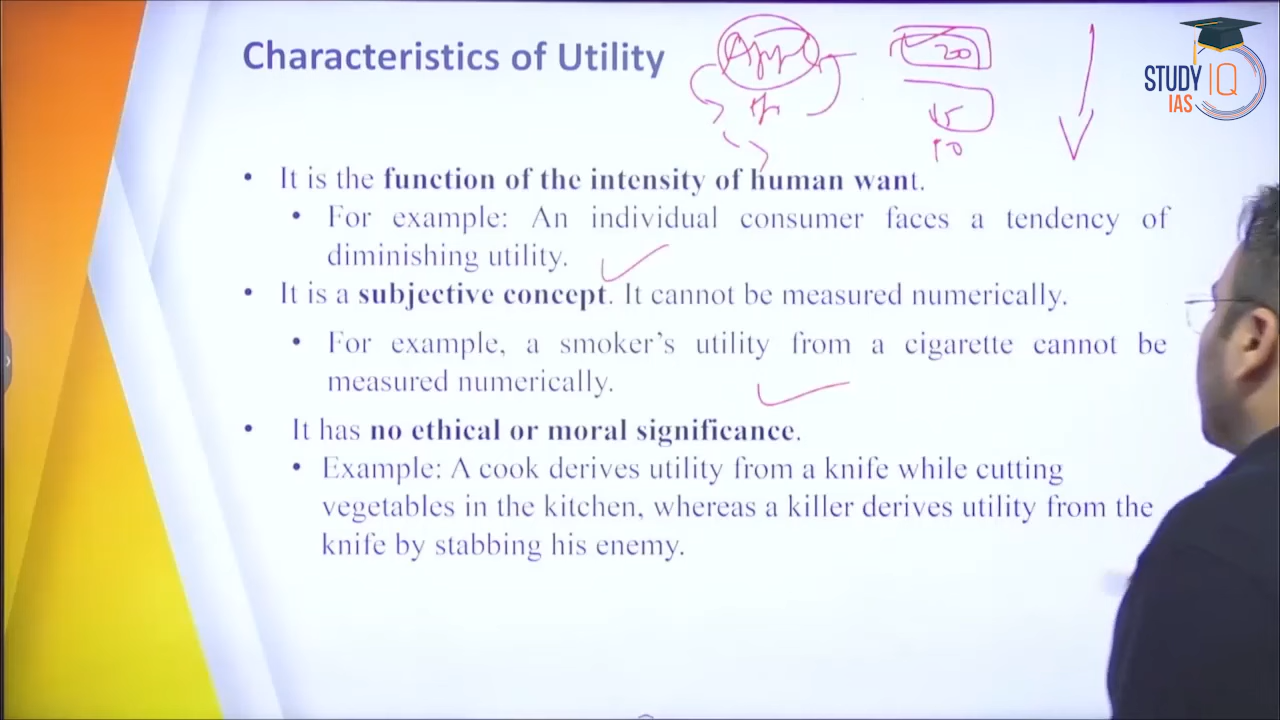 Characteristics of Utility
20
15
10
STUDY IQ
IAS
• It is the function of the intensity of human want.
• For example: An individual consumer faces a tendency of
diminishing utility.
• It is a subjective concept. It cannot be measured numerically.
• For example, a smoker's utility from a cigarette cannot be
measured numerically.
• It has no ethical or moral significance.
• Example: A cook derives utility from a knife while cutting
vegetables in the kitchen, whereas a killer derives utility from the
knife by stabbing his enemy.